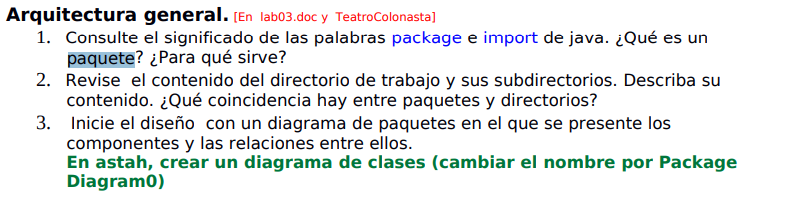 Arquitectura general. [En lab03.doc y TeatroColonasta]
1. Consulte el significado de las palabras package e import de java. ¿Qué es un
paquete? ¿Para qué sirve?
2. Revise el contenido del directorio de trabajo y sus subdirectorios. Describa su
contenido. ¿Qué coincidencia hay entre paquetes y directorios?
3. Inicie el diseño con un diagrama de paquetes en el que se presente los
componentes y las relaciones entre ellos.
En astah, crear un diagrama de clases (cambiar el nombre por Package
Diagram0)